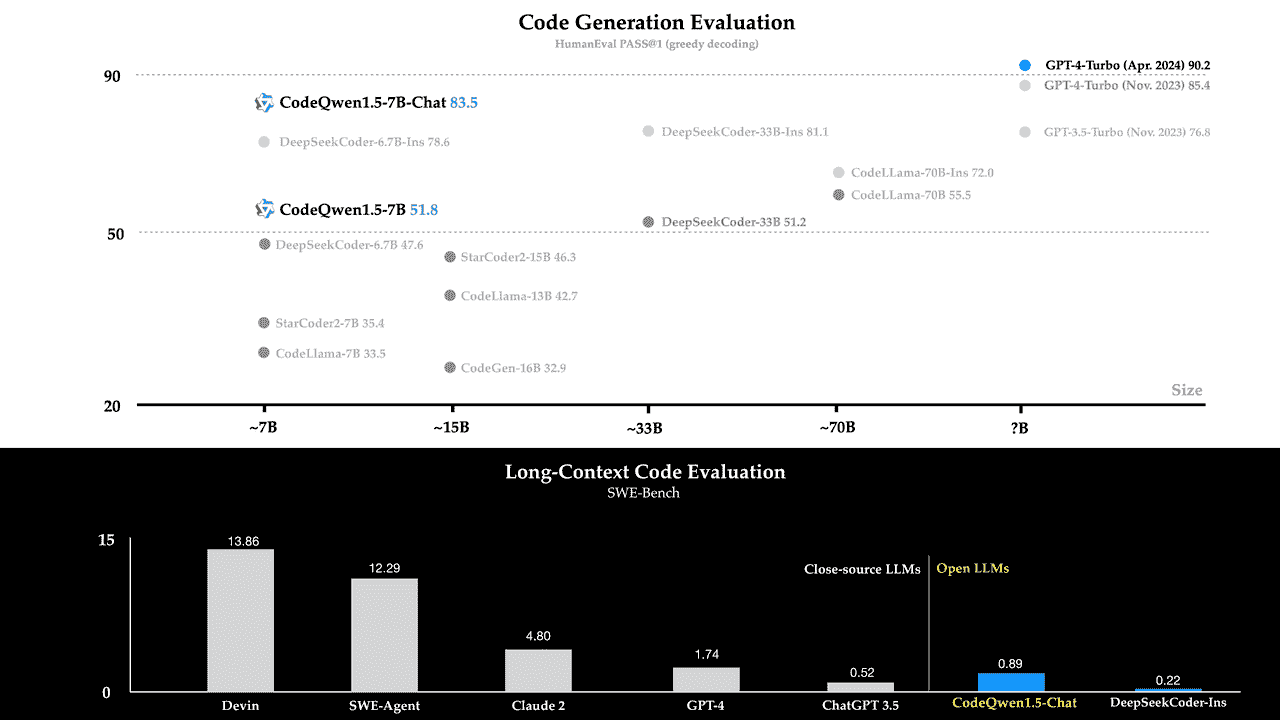 Code Generation Evaluation
HumanEval PASS@1 (greedy decoding)
90
GPT-4-Turbo (Apr. 2024) 90.2
GPT-4-Turbo (Nov. 2023) 85.4
CodeQwen1.5-7B-Chat 83.5
DeepSeekCoder-6.7B-Ins 78.6
DeepSeekCoder-33B-Ins 81.1
GPT-3.5-Turbo (Nov. 2023) 76.8
CodeLLama-70B-Ins 72.0
CodeLLama-70B 55.5
CodeQwen1.5-7B 51.8
DeepSeekCoder-33B 51.2
50
DeepSeekCoder-6.7B 47.6
StarCoder2-15B 46.3
CodeLlama-13B 42.7
StarCoder2-7B 35.4
CodeLlama-7B 33.5
CodeGen-16B 32.9
Size
20
~7B
~15B
~33B
~70B
?B
Long-Context Code Evaluation
SWE-Bench
15
13.86
12.29
Close-source LLMs
Open LLMs
4.80
1.74
0.52
0.89
0.22
0
Devin
SWE-Agent
Claude 2
GPT-4
ChatGPT 3.5
CodeQwen1.5-Chat
DeepSeekCoder-Ins